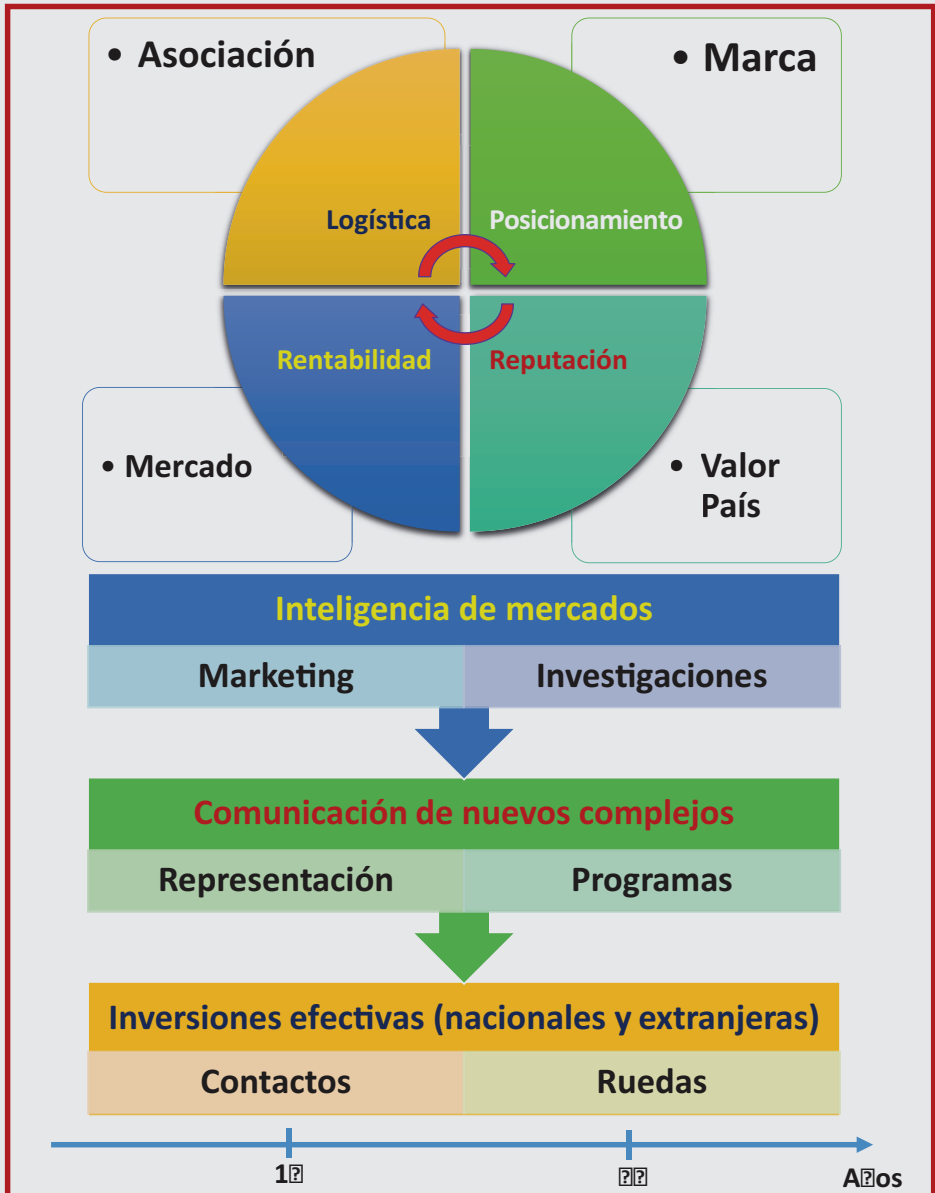 • Asociación
• Marca
Logística
Posicionamiento
Rentabilidad
Reputación
• Mercado
• Valor
País
Inteligencia de mercados
Marketing
Investigaciones
Comunicación de nuevos complejos
Representación
Programas
Inversiones efectivas (nacionales y extranjeras)
Contactos
Ruedas